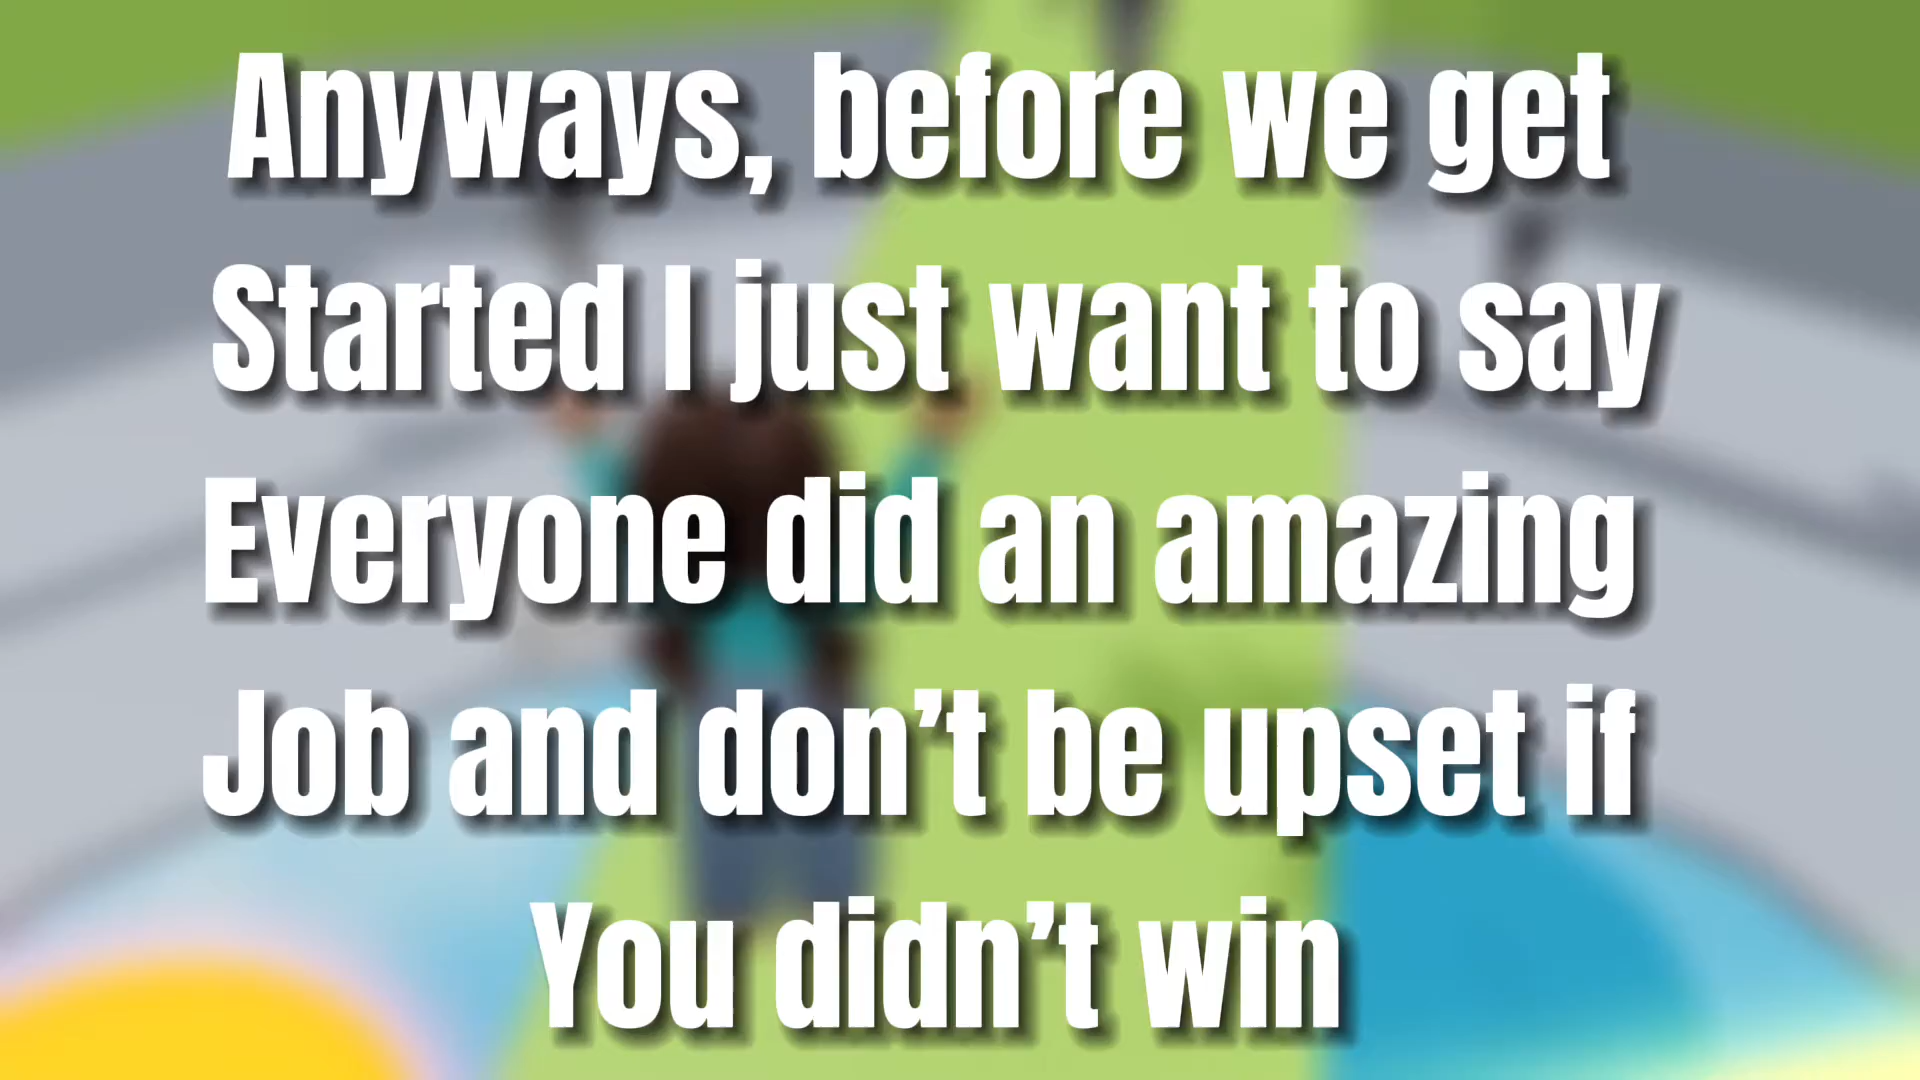 Anyways, before we get
Started I just want to say
Everyone did an amazing
Job and don’t be upset if
You didn’t win